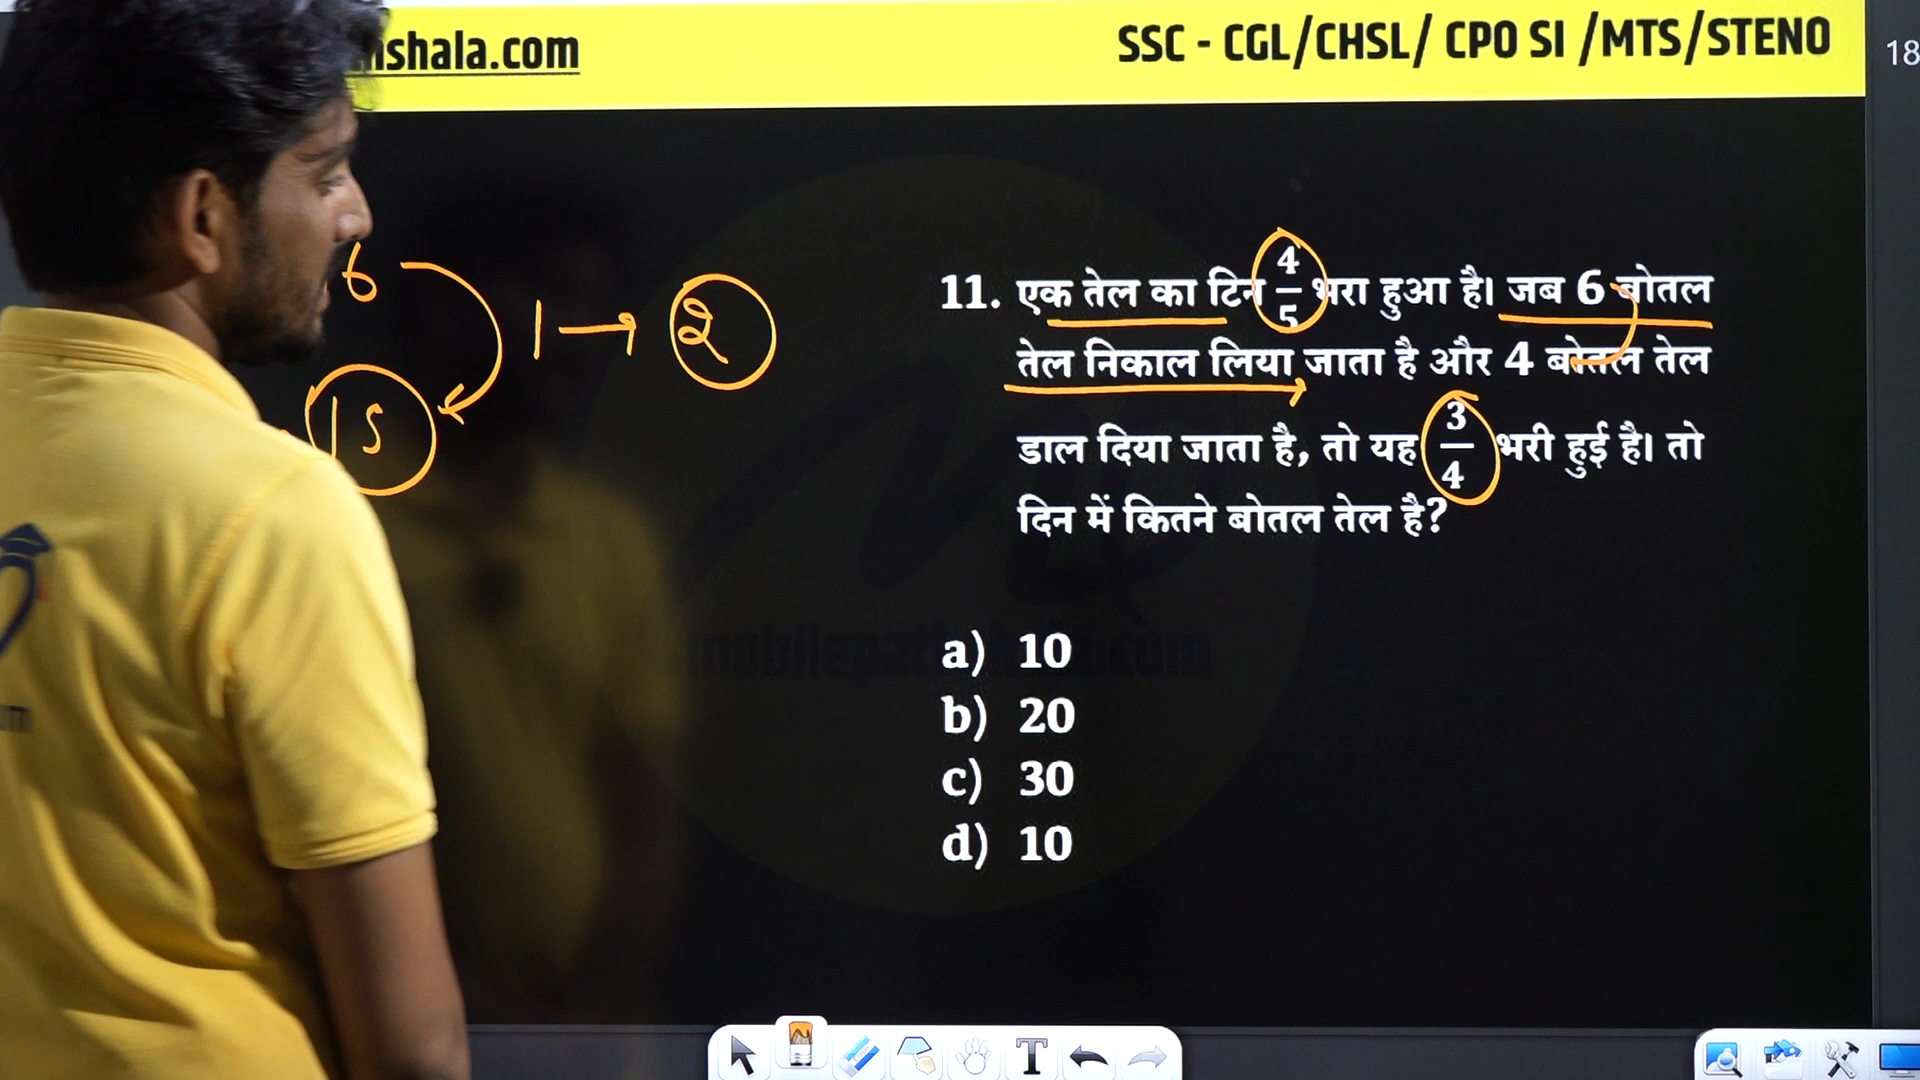 nshala.com
SSC - CGL/CHSL/ CPO SI /MTS/STENO
18
6
15
1 → 2
11. एक तेल का टिन 4/5 भरा हुआ है। जब 6 बोतल
तेल निकाल लिया जाता है और 4 बोतल तेल
डाल दिया जाता है, तो यह 3/4 भरी हुई है। तो
दिन में कितने बोतल तेल है?
a) 10
b) 20
c) 30
d) 10
T